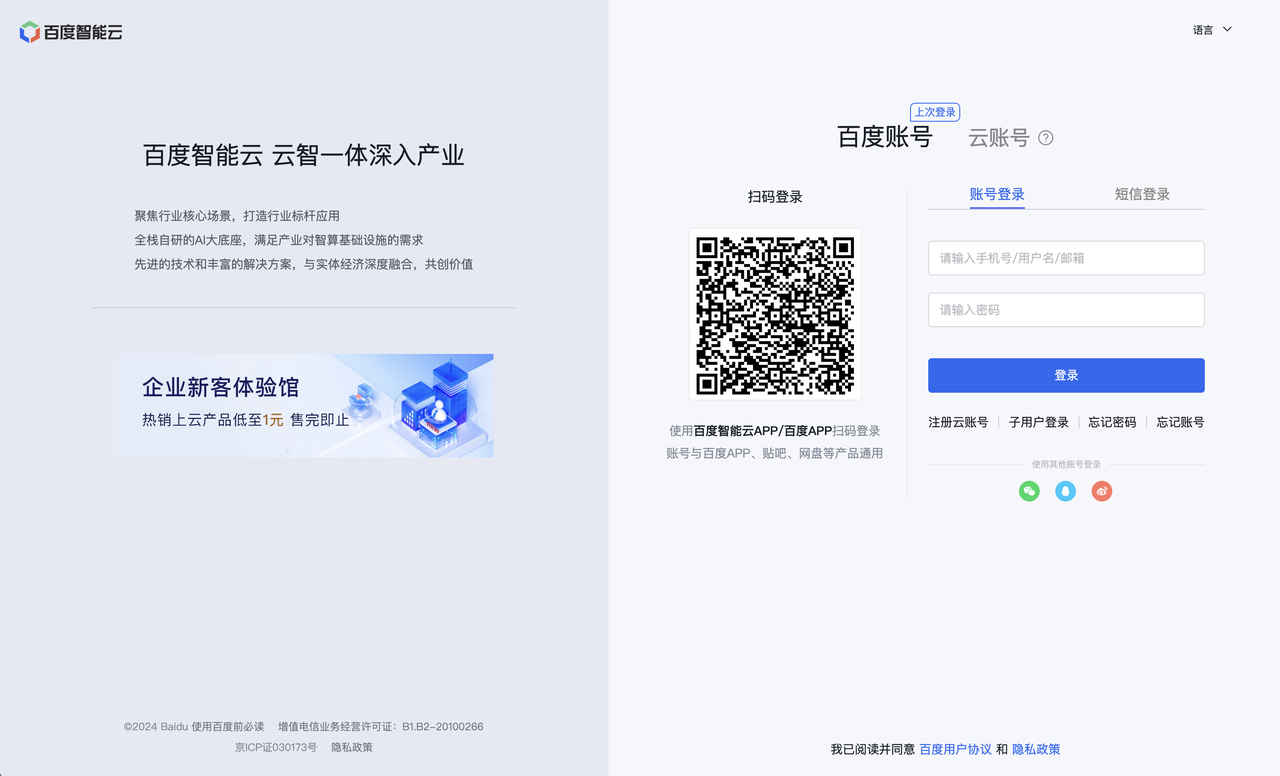 百度智能云
语言
百度智能云 云智一体深入产业
聚焦行业核心场景，打造行业标杆应用
全栈自研的AI大底座，满足产业对智算基础设施的需求
先进的技术和丰富的解决方案，与实体经济深度融合，共创价值
企业新客体验馆
热销上云产品低至1元 售完即止
©2024 Baidu 使用百度前必读 增值电信业务经营许可证：B1.B2-20100266
京ICP证030173号 隐私政策
上次登录
百度账号 云账号 ?
扫码登录
使用百度智能云APP/百度APP扫码登录
账号与百度APP、贴吧、网盘等产品通用
账号登录 短信登录
请输入手机号/用户名/邮箱
请输入密码
登录
注册云账号 子用户登录 忘记密码 忘记账号
使用其他账号登录
我已阅读并同意 百度用户协议 和 隐私政策